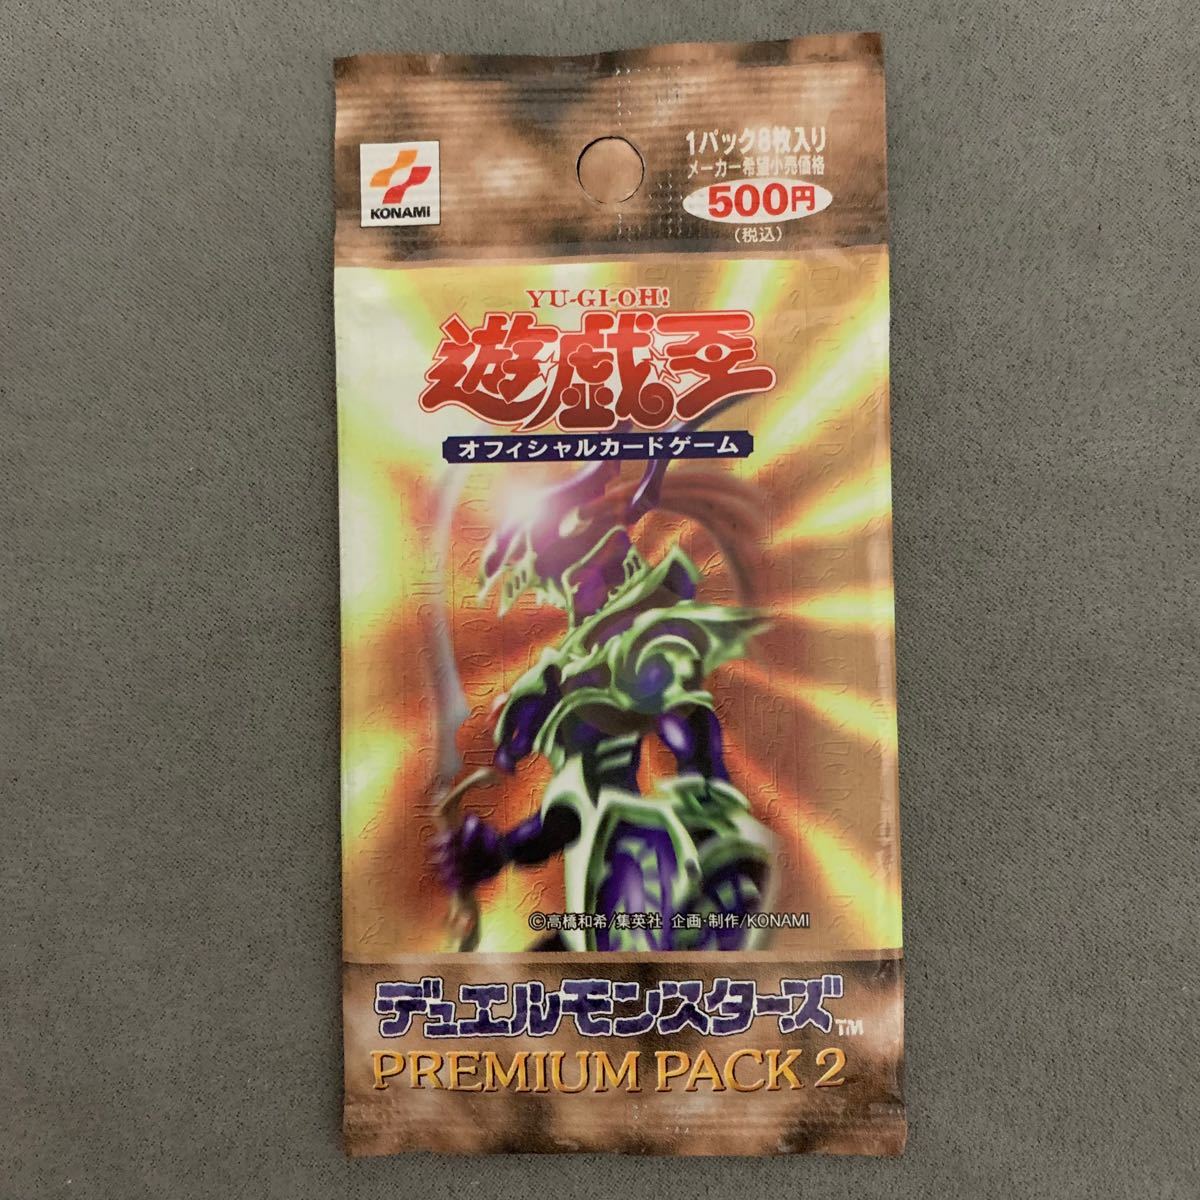 KONAMI
1パック8枚入り
メーカー希望小売価格
500円
(税込)
YU-GI-OH!
遊☆戯☆王
オフィシャルカードゲーム
©高橋和希/集英社 企画・制作/KONAMI
デュエルモンスターズ™
PREMIUM PACK 2